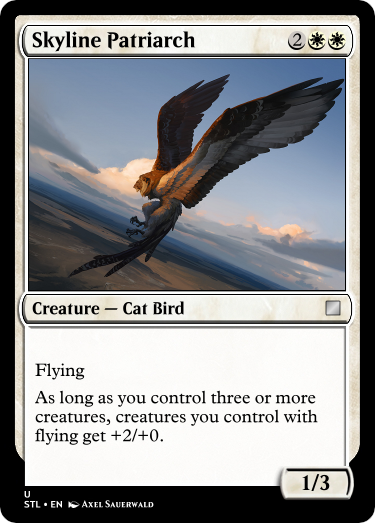 Skyline Patriarch 2
Creature — Cat Bird
Flying
As long as you control three or more
creatures, creatures you control with
flying get +2/+0.
1/3
U
STL • EN Axel Sauerwald